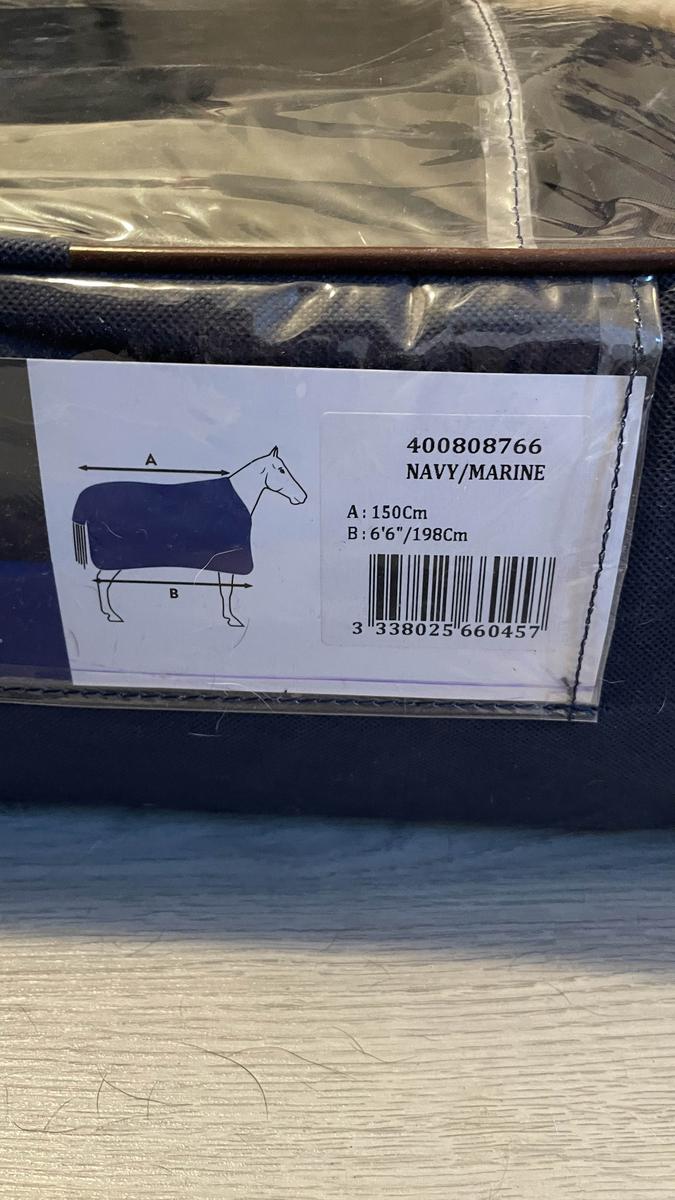 A
B
400808766
NAVY/MARINE
A : 150Cm
B : 6'6"/198Cm
3 338025 660457